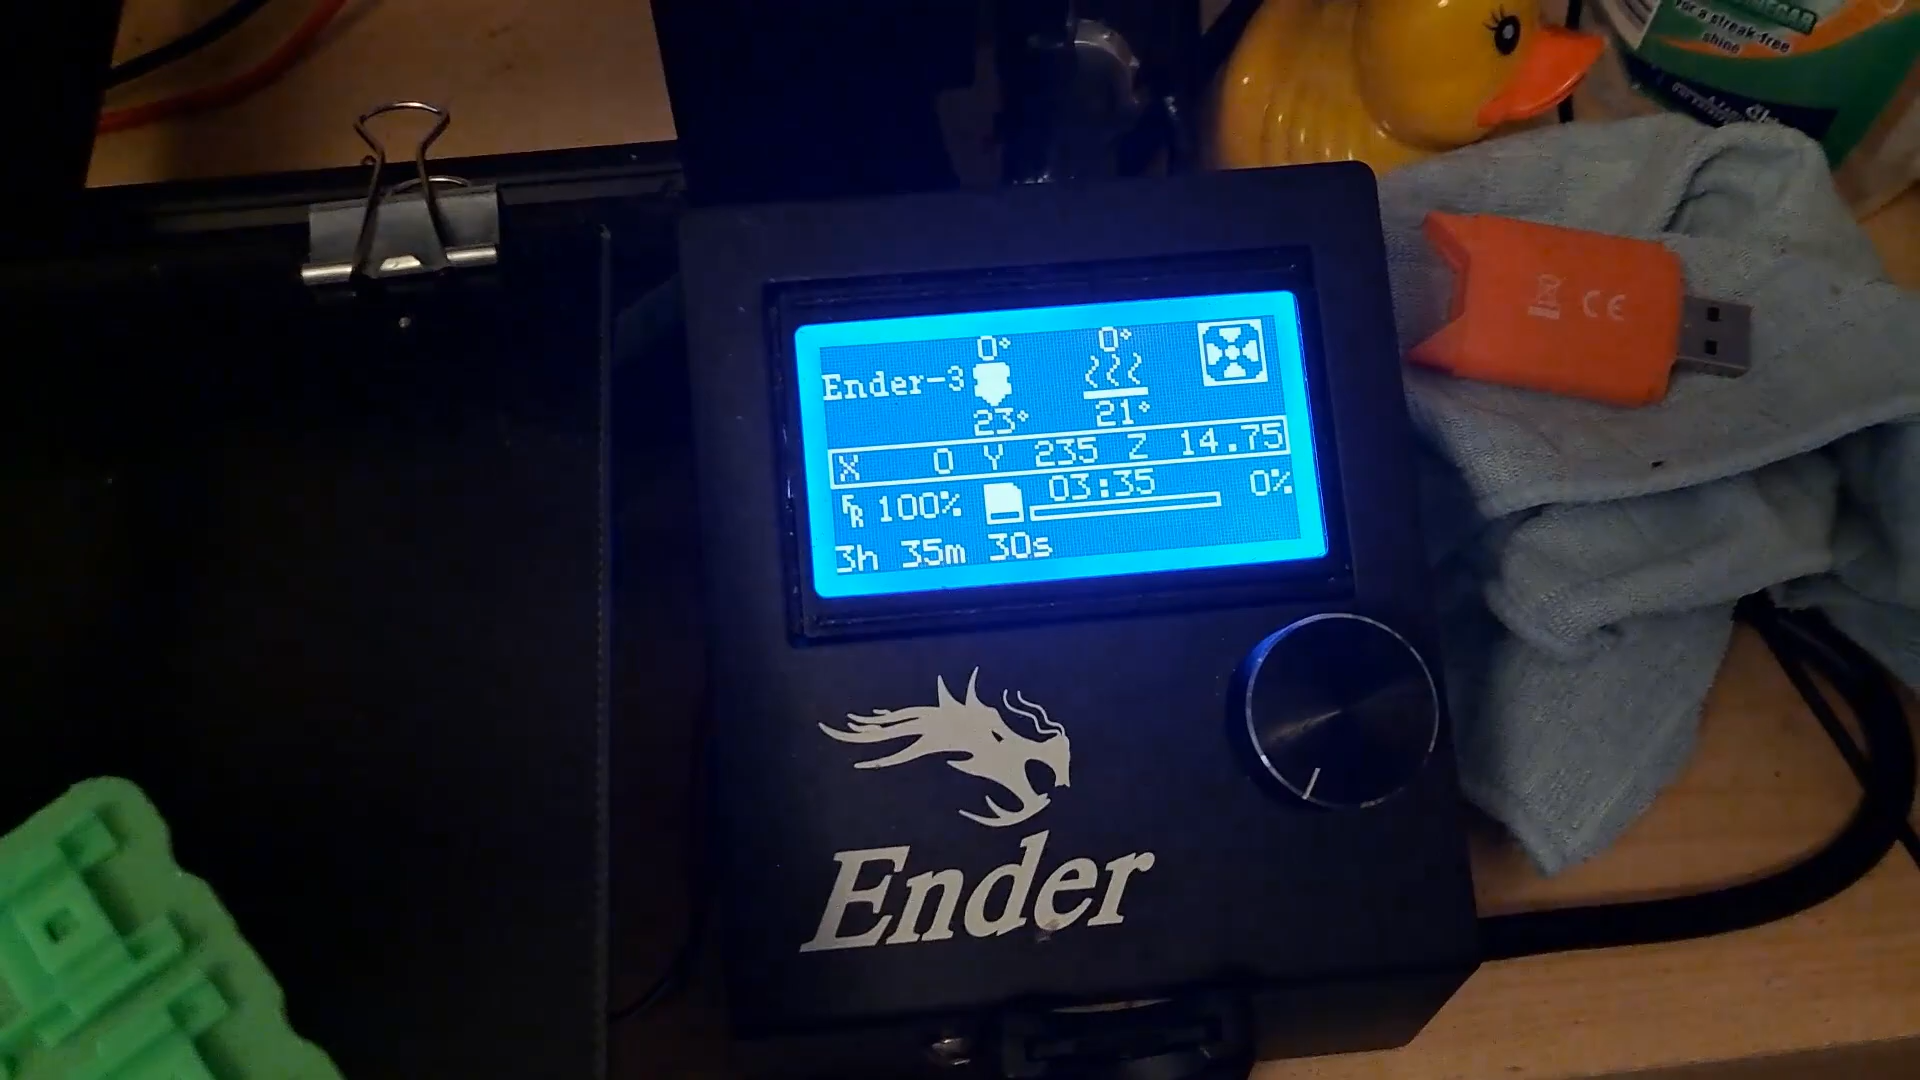 VINEGAR
for a streak-free
shine
CE
0° 0°
Ender-3
23° 21°
X 0 Y 235 Z 14.75
FR 100% 03:35 0%
3h 35m 30s
Ender